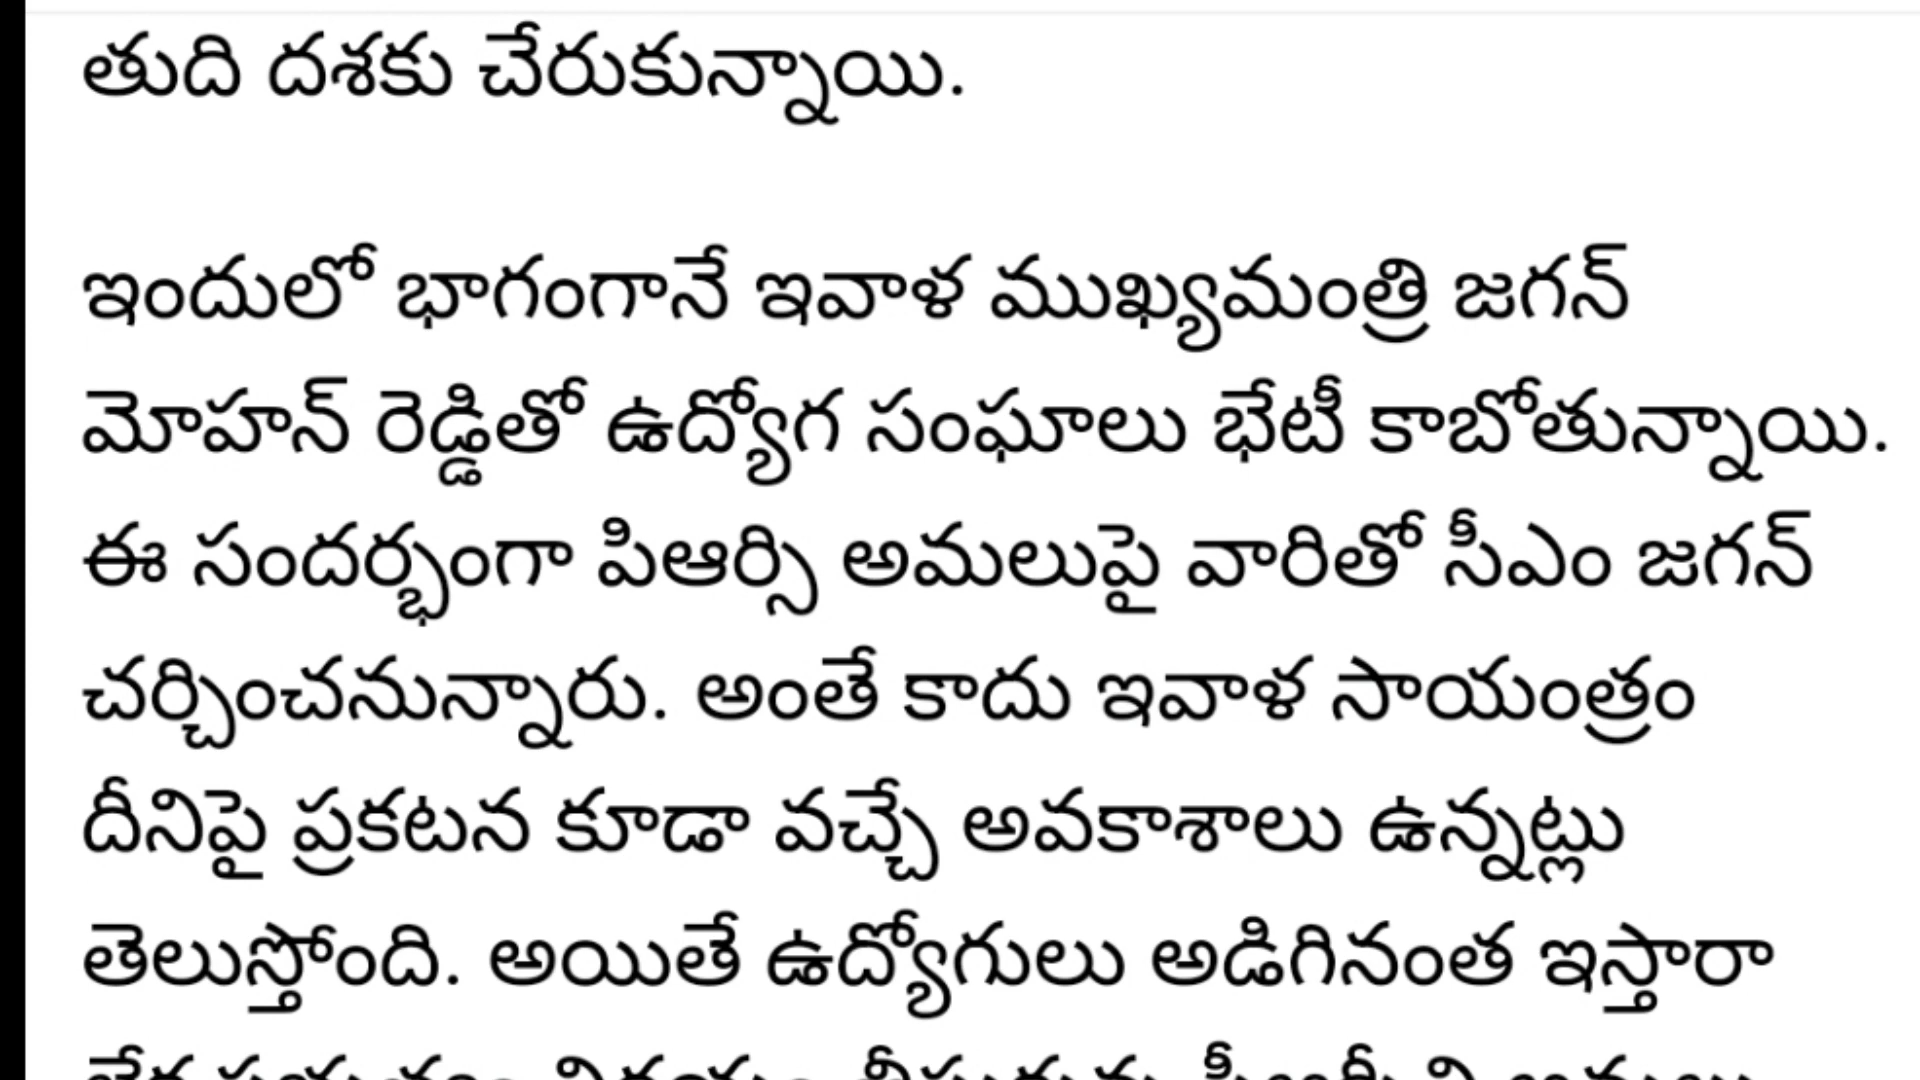 తుది దశకు చేరుకున్నాయి.
ఇందులో భాగంగానే ఇవాళ ముఖ్యమంత్రి జగన్
మోహన్ రెడ్డితో ఉద్యోగ సంఘాలు భేటీ కాబోతున్నాయి.
ఈ సందర్భంగా పిఆర్సి అమలుపై వారితో సీఎం జగన్
చర్చించనున్నారు. అంతే కాదు ఇవాళ సాయంత్రం
దీనిపై ప్రకటన కూడా వచ్చే అవకాశాలు ఉన్నట్లు
తెలుస్తోంది. అయితే ఉద్యోగులు అడిగినంత ఇస్తారా